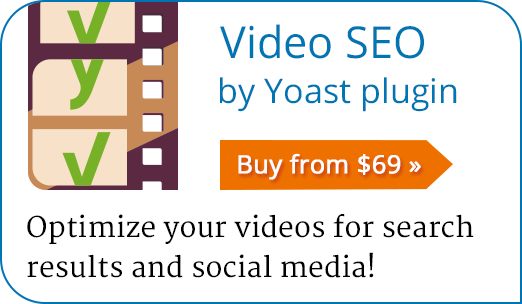 Video SEO
by Yoast plugin
Buy from $69 »
Optimize your videos for search
results and social media!